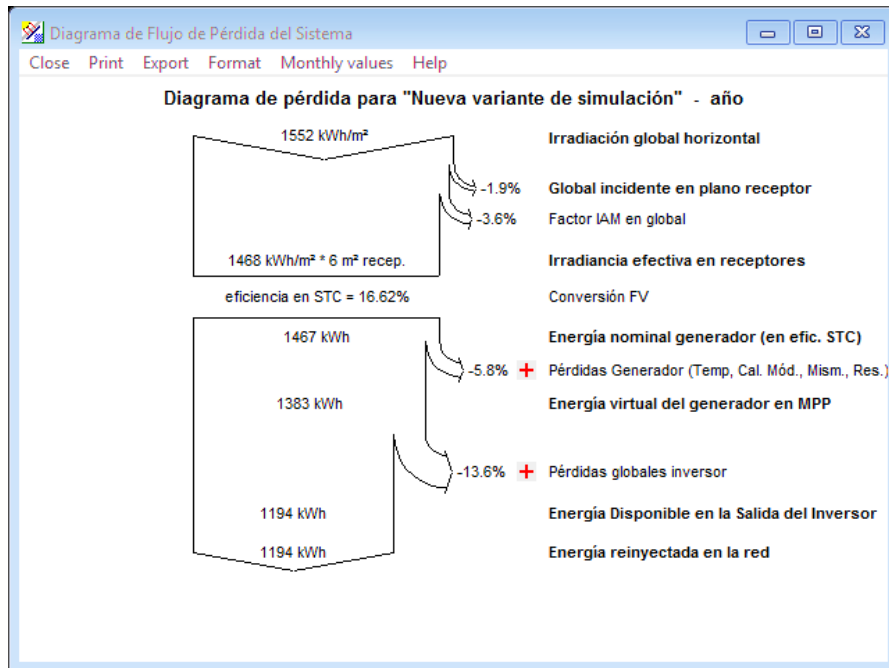 Diagrama de Flujo de Pérdida del Sistema
Close Print Export Format Monthly values Help
Diagrama de pérdida para "Nueva variante de simulación" - año
1552 kWh/m² Irradiación global horizontal
-1.9% Global incidente en plano receptor
-3.6% Factor IAM en global
1468 kWh/m² * 6 m² recep. Irradiancia efectiva en receptores
eficiencia en STC = 16.62% Conversión FV
1467 kWh Energía nominal generador (en efic. STC)
-5.8% + Pérdidas Generador (Temp, Cal. Mód., Mism., Res.)
1383 kWh Energía virtual del generador en MPP
-13.6% + Pérdidas globales inversor
1194 kWh Energía Disponible en la Salida del Inversor
1194 kWh Energía reinyectada en la red